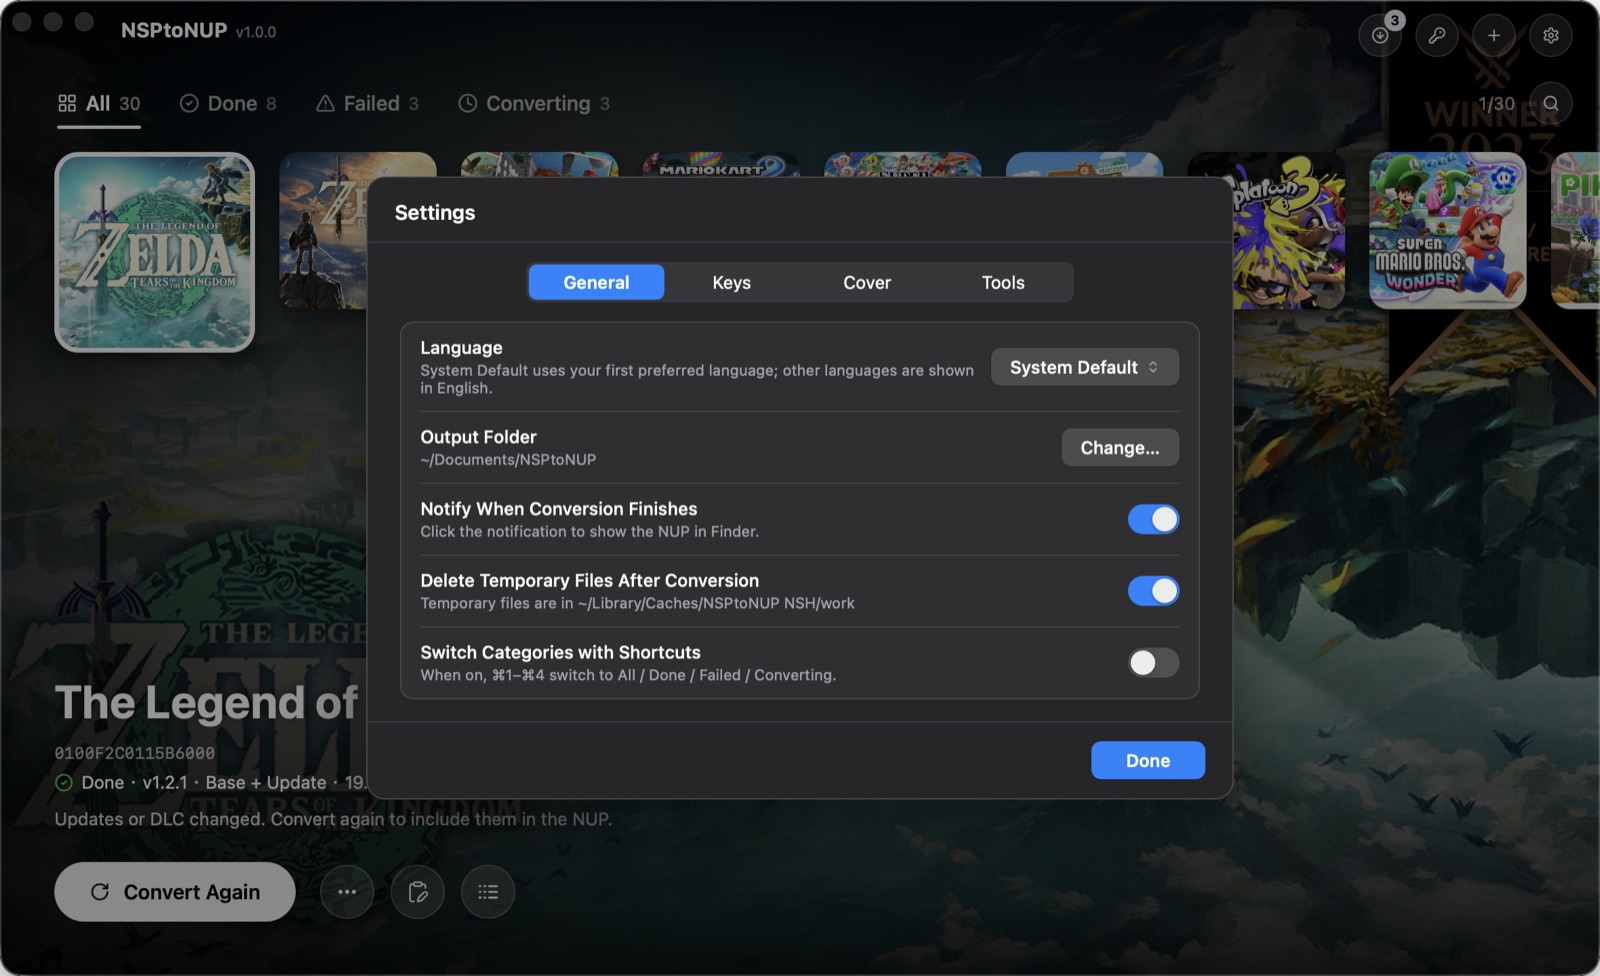 NSPtoNUP v1.0.0
3
All 30
Done 8
Failed 3
Converting 3
1/30
WINNER
2023
THE LEGEND OF
ZELDA
TEARS OF THE KINGDOM
MARIOKART 8
Splatoon 3
SUPER
MARIO BROS.
WONDER
Settings
General
Keys
Cover
Tools
Language
System Default uses your first preferred language; other languages are shown
in English.
System Default
Output Folder
~/Documents/NSPtoNUP
Change...
Notify When Conversion Finishes
Click the notification to show the NUP in Finder.
Delete Temporary Files After Conversion
Temporary files are in ~/Library/Caches/NSPtoNUP NSH/work
Switch Categories with Shortcuts
When on, ⌘1–⌘4 switch to All / Done / Failed / Converting.
Done
The Legend of
0100F2C0115B6000
Done · v1.2.1 · Base + Update · 19.
Updates or DLC changed. Convert again to include them in the NUP.
Convert Again